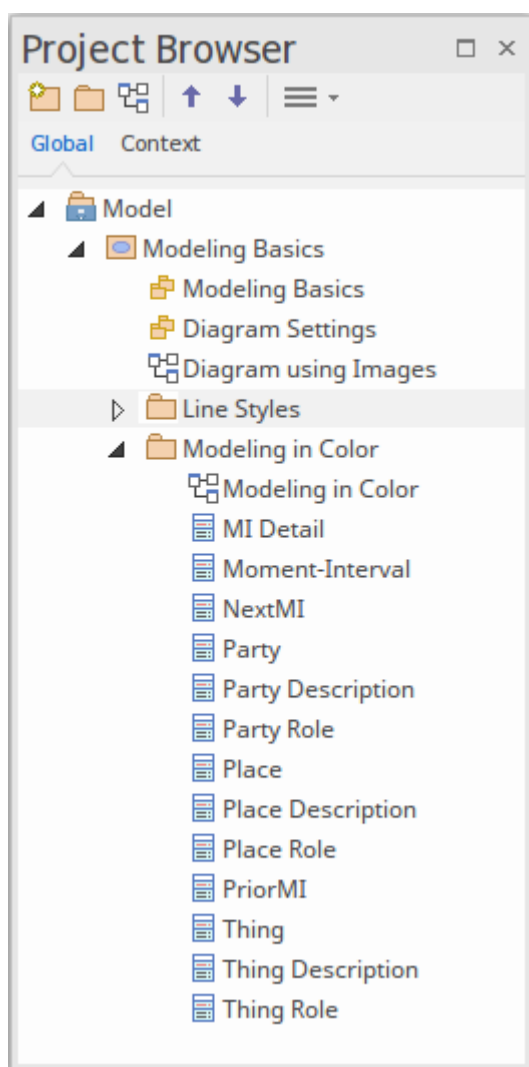 Project Browser
Global Context
Model
Modeling Basics
Modeling Basics
Diagram Settings
Diagram using Images
Line Styles
Modeling in Color
Modeling in Color
MI Detail
Moment-Interval
NextMI
Party
Party Description
Party Role
Place
Place Description
Place Role
PriorMI
Thing
Thing Description
Thing Role